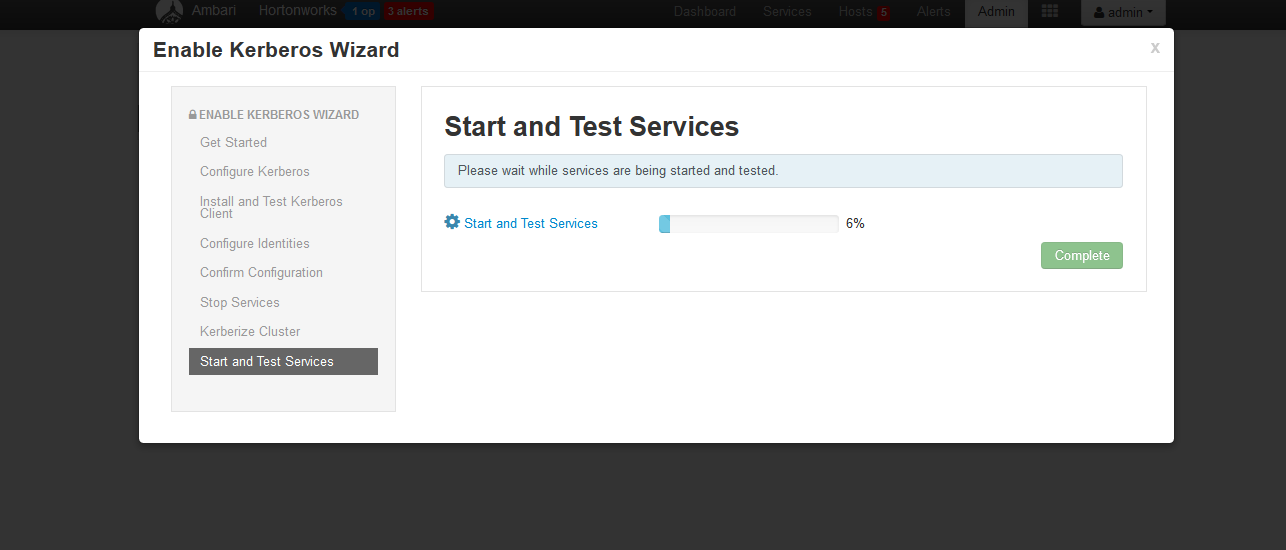 Ambari Hortonworks 1 op 3 alerts Dashboard Services Hosts 5 Alerts Admin admin
Enable Kerberos Wizard x
ENABLE KERBEROS WIZARD
Get Started
Configure Kerberos
Install and Test Kerberos
Client
Configure Identities
Confirm Configuration
Stop Services
Kerberize Cluster
Start and Test Services
Start and Test Services
Please wait while services are being started and tested.
Start and Test Services 6%
Complete